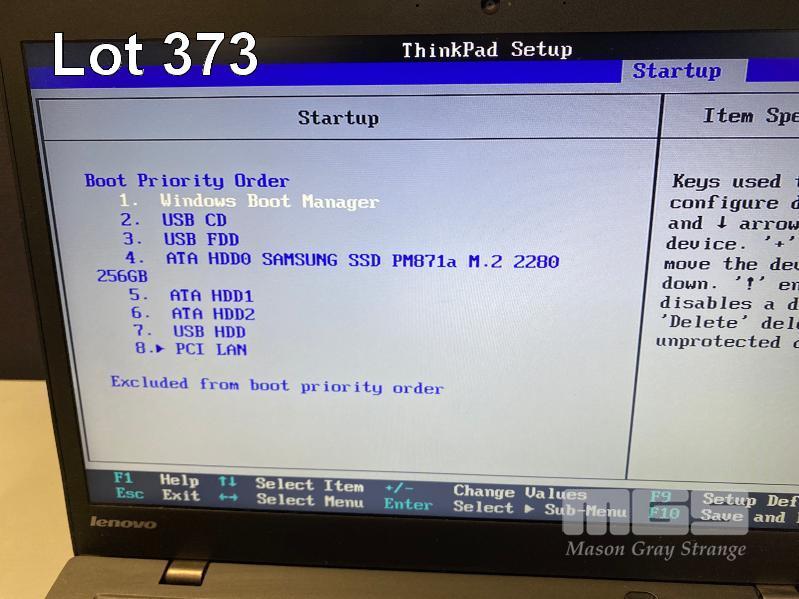 Lot 373
ThinkPad Setup
Startup
Startup
Item Spe
Boot Priority Order
1. Windows Boot Manager
2. USB CD
3. USB FDD
4. ATA HDD0 SAMSUNG SSD PM871a M.2 2280
256GB
5. ATA HDD1
6. ATA HDD2
7. USB HDD
8.▶ PCI LAN
Excluded from boot priority order
Keys used
configure d
and ↓ arrow
device. '+'
move the dev
down. '!' en
disables a d
'Delete' dele
unprotected d
F1 Help ↑↓ Select Item +/- Change Values F9 Setup Def
Esc Exit ←→ Select Menu Enter Select ▶ Sub-Menu F10 Save and
lenovo
MGS
Mason Gray Strange